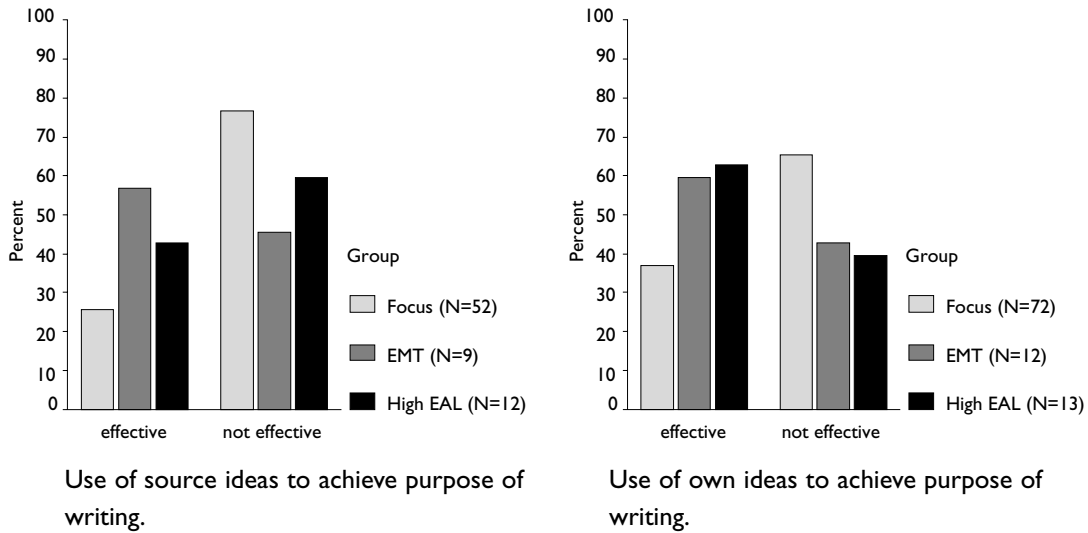 100
90
80
70
60
50
40
30
20
10
0
Percent
effective
not effective
Group
Focus (N=52)
EMT (N=9)
High EAL (N=12)
Use of source ideas to achieve purpose of
writing.
100
90
80
70
60
50
40
30
20
10
0
Percent
effective
not effective
Group
Focus (N=72)
EMT (N=12)
High EAL (N=13)
Use of own ideas to achieve purpose of
writing.